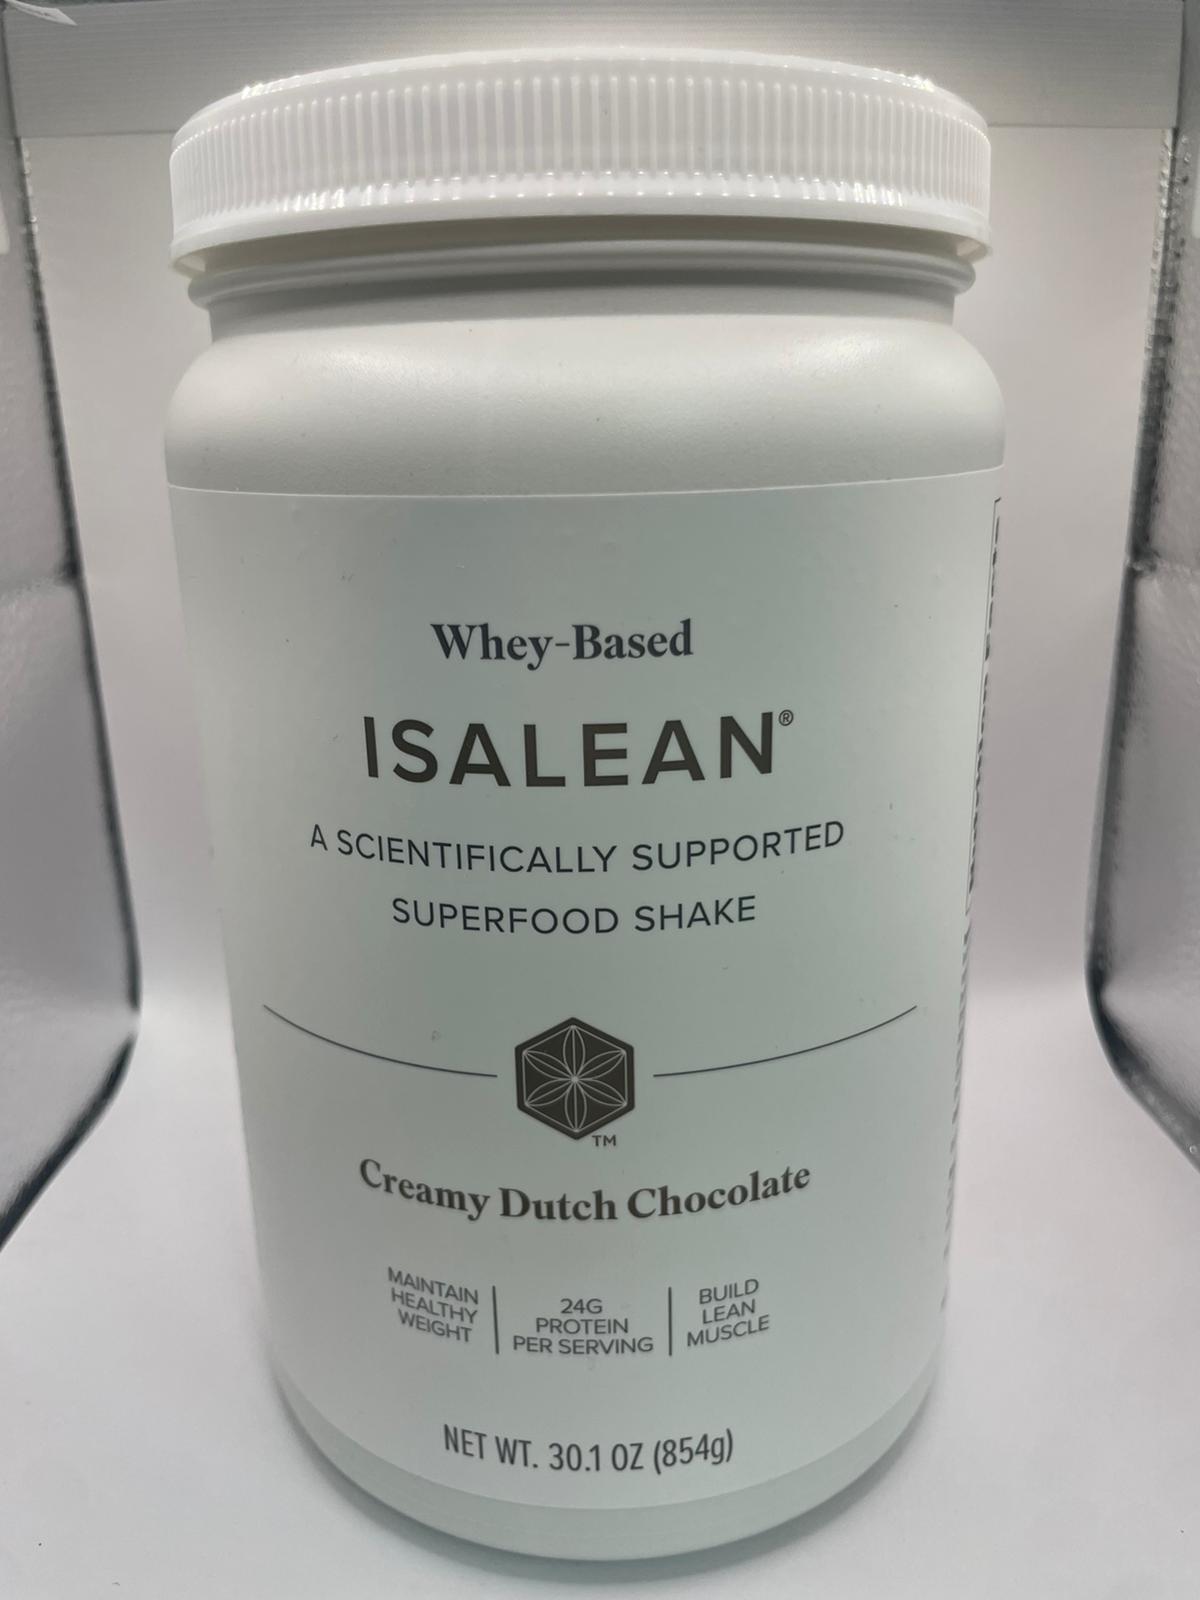 Whey-Based
ISALEAN®
A SCIENTIFICALLY SUPPORTED
SUPERFOOD SHAKE
TM
Creamy Dutch Chocolate
MAINTAIN
HEALTHY
WEIGHT
24G
PROTEIN
PER SERVING
BUILD
LEAN
MUSCLE
NET WT. 30.1 OZ (854g)